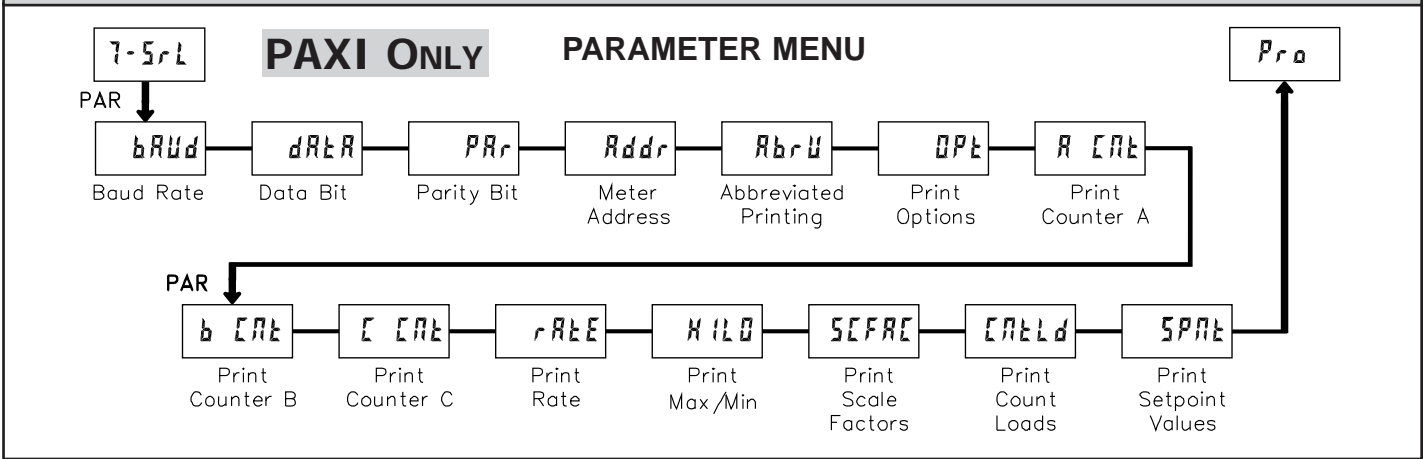 7-SrL
PAXI ONLY
PARAMETER MENU
Pro
PAR
bAUd
dAtA
PAr
Addr
AbrU
OPt
A CNt
Baud Rate
Data Bit
Parity Bit
Meter
Address
Abbreviated
Printing
Print
Options
Print
Counter A
PAR
b CNt
C CNt
rAtE
HILO
SCFAC
CNtLd
SPNt
Print
Counter B
Print
Counter C
Print
Rate
Print
Max/Min
Print
Scale
Factors
Print
Count
Loads
Print
Setpoint
Values